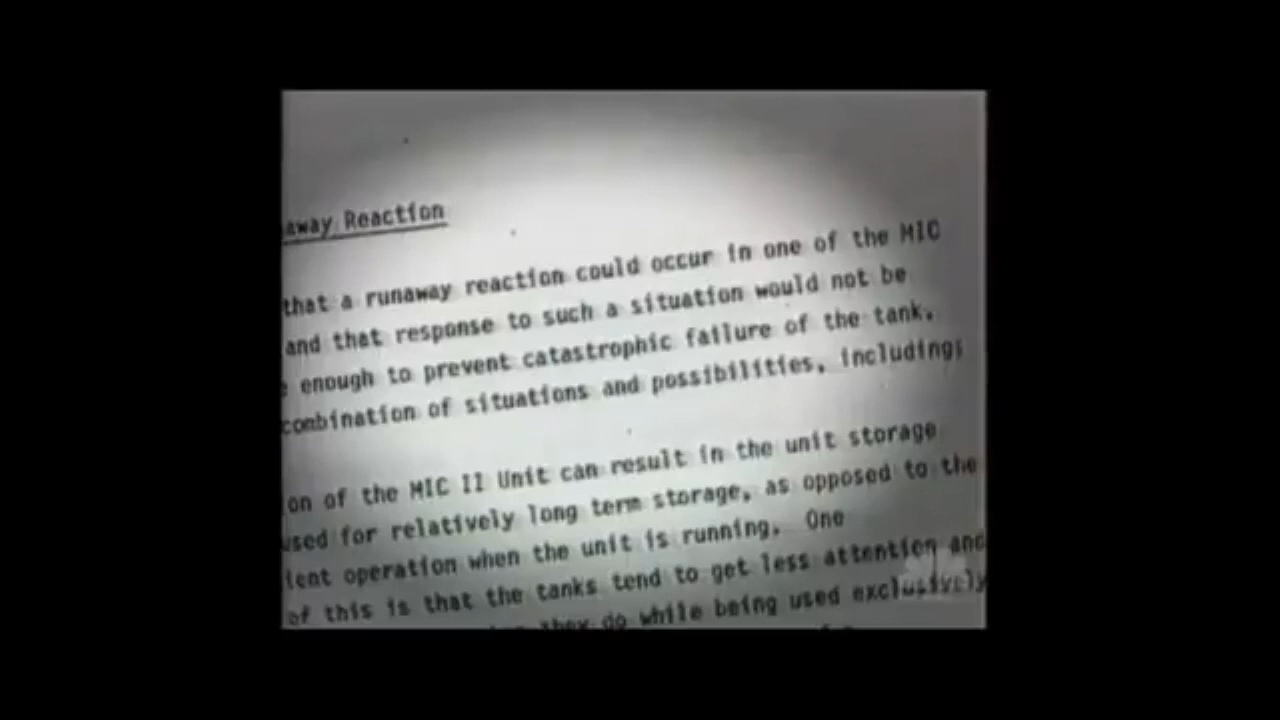 away Reaction
that a runaway reaction could occur in one of the MIC
and that response to such a situation would not be
enough to prevent catastrophic failure of the tank.
combination of situations and possibilities, including:
on of the MIC II Unit can result in the unit storage
used for relatively long term storage, as opposed to the
ient operation when the unit is running. One
of this is that the tanks tend to get less attention and
they do while being used exclusively